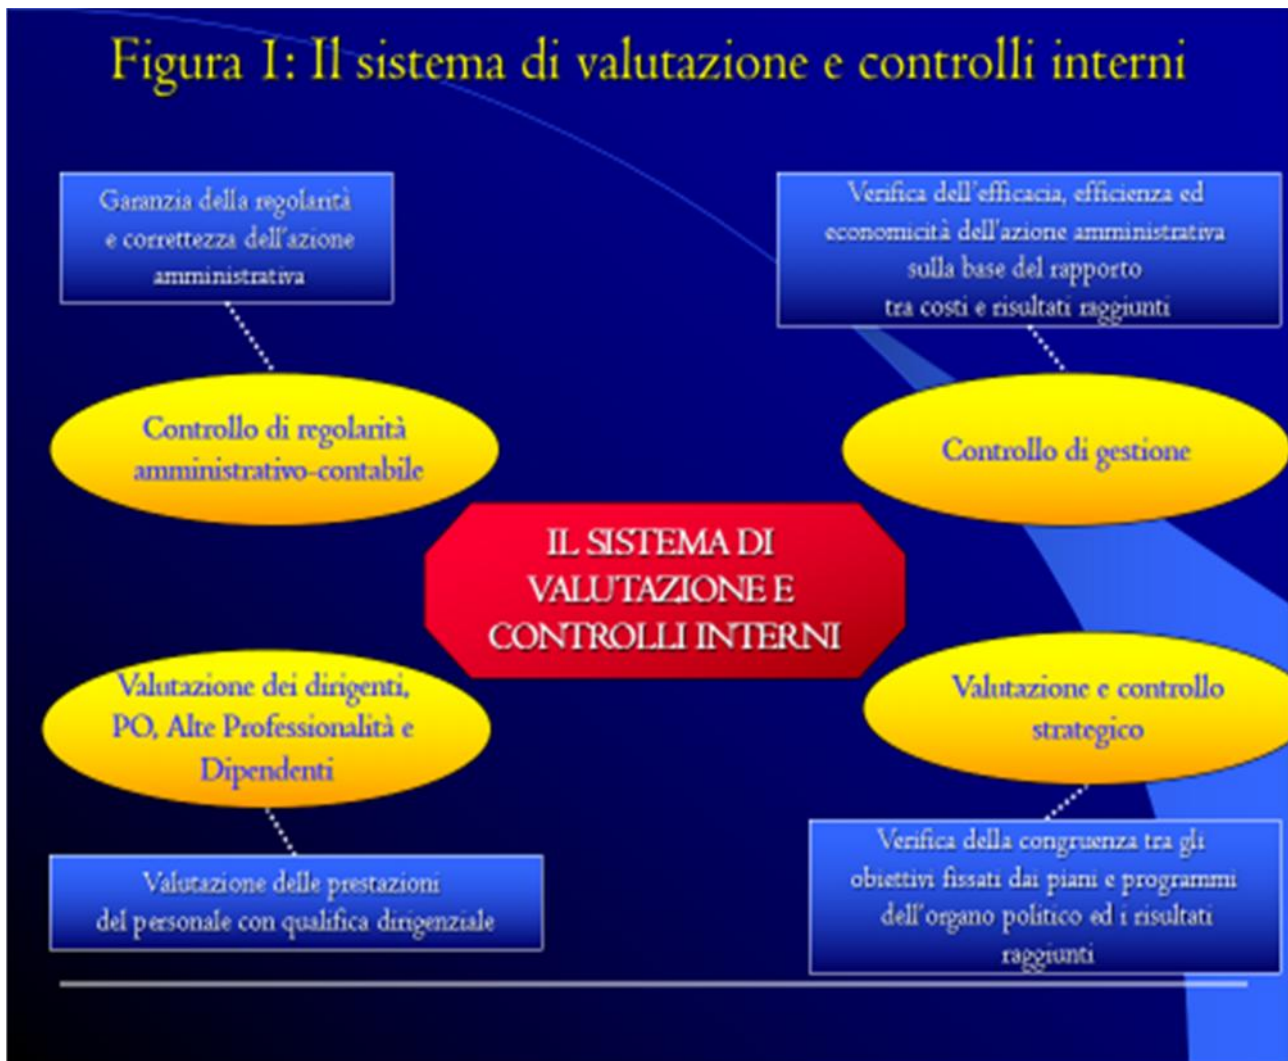 Figura I: Il sistema di valutazione e controlli interni
Garanzia della regolarità
e correttezza dell'azione
amministrativa
Verifica dell'efficacia, efficienza ed
economicità dell'azione amministrativa
sulla base del rapporto
tra costi e risultati raggiunti
Controllo di regolarità
amministrativo-contabile
Controllo di gestione
IL SISTEMA DI
VALUTAZIONE E
CONTROLLI INTERNI
Valutazione dei dirigenti,
PO, Alte Professionalità e
Dipendenti
Valutazione e controllo
strategico
Valutazione delle prestazioni
del personale con qualifica dirigenziale
Verifica della congruenza tra gli
obiettivi fissati dai piani e programmi
dell'organo politico ed i risultati
raggiunti